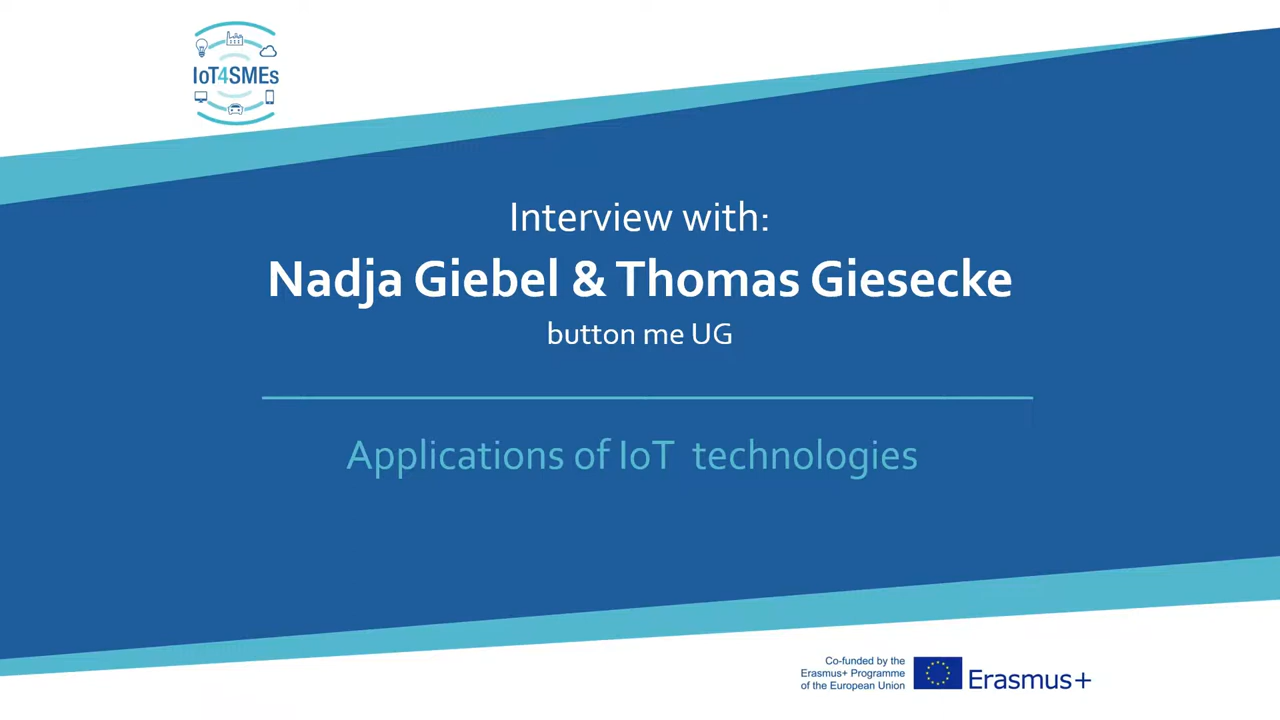 IoT4SMEs
Interview with:
Nadja Giebel & Thomas Giesecke
button me UG
Applications of IoT technologies
Co-funded by the
Erasmus+ Programme
of the European Union
Erasmus+